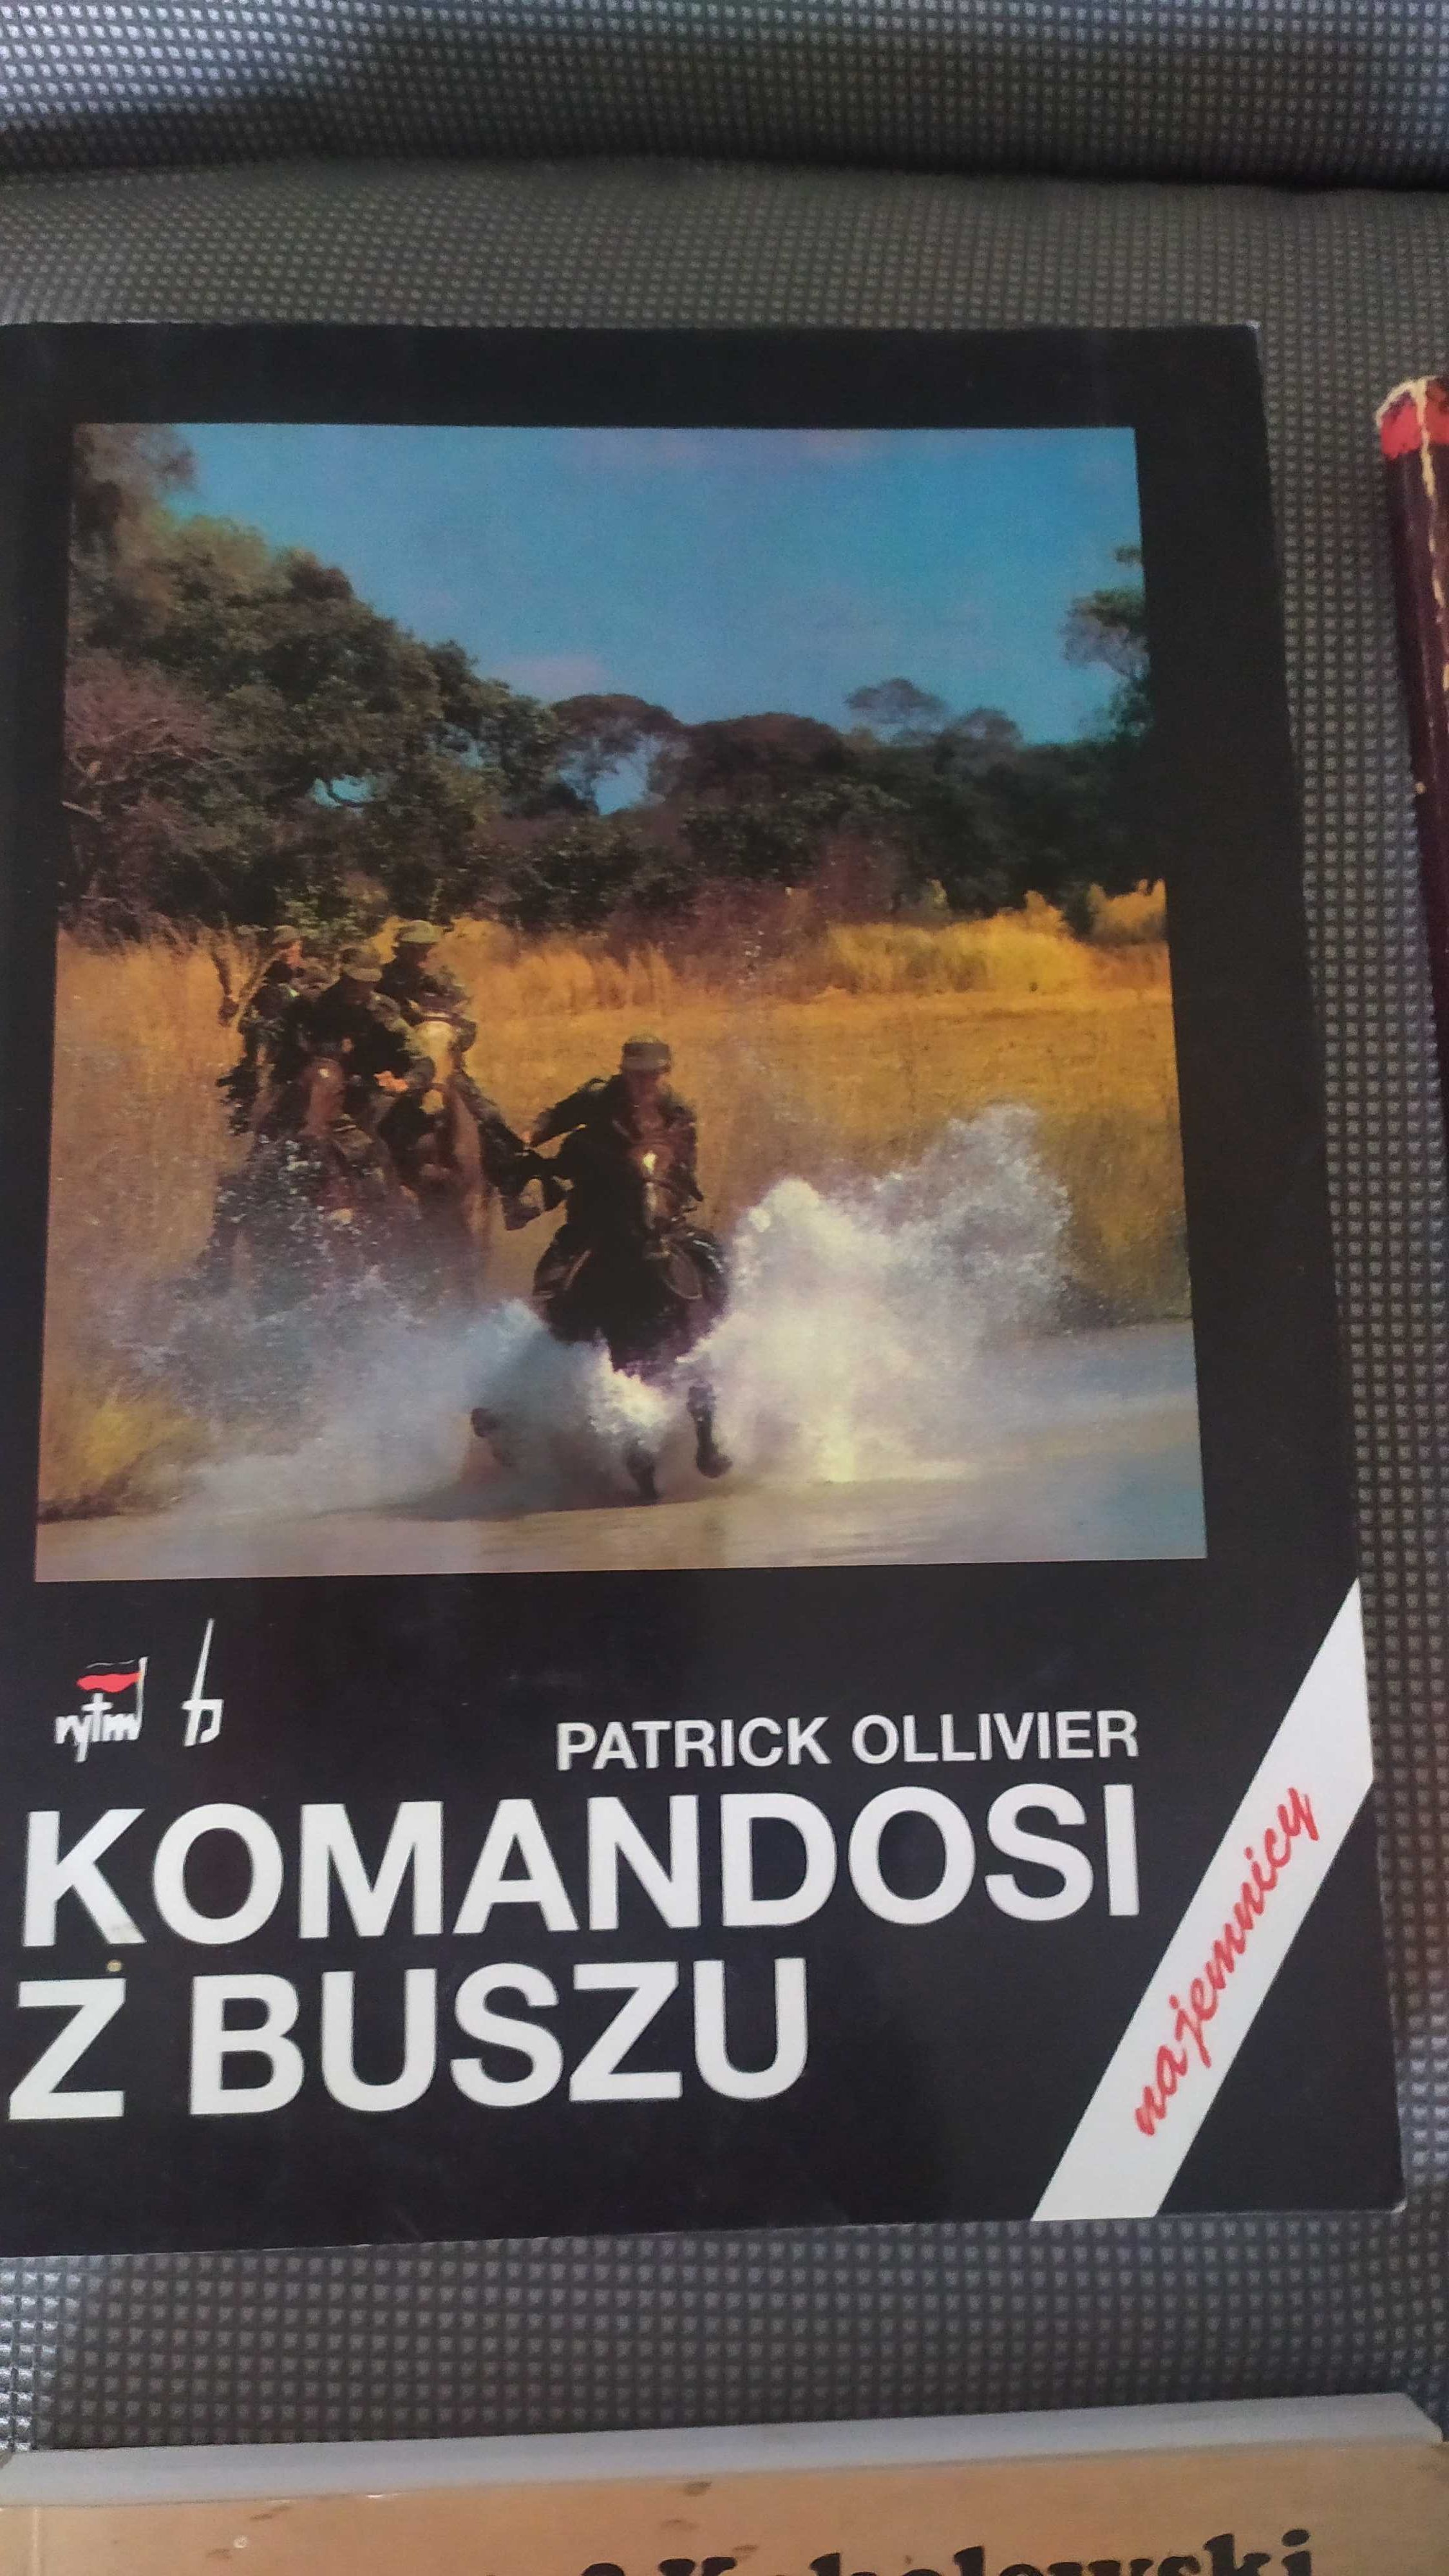 rytm
PATRICK OLLIVIER
KOMANDOSI
Z BUSZU
najemnicy